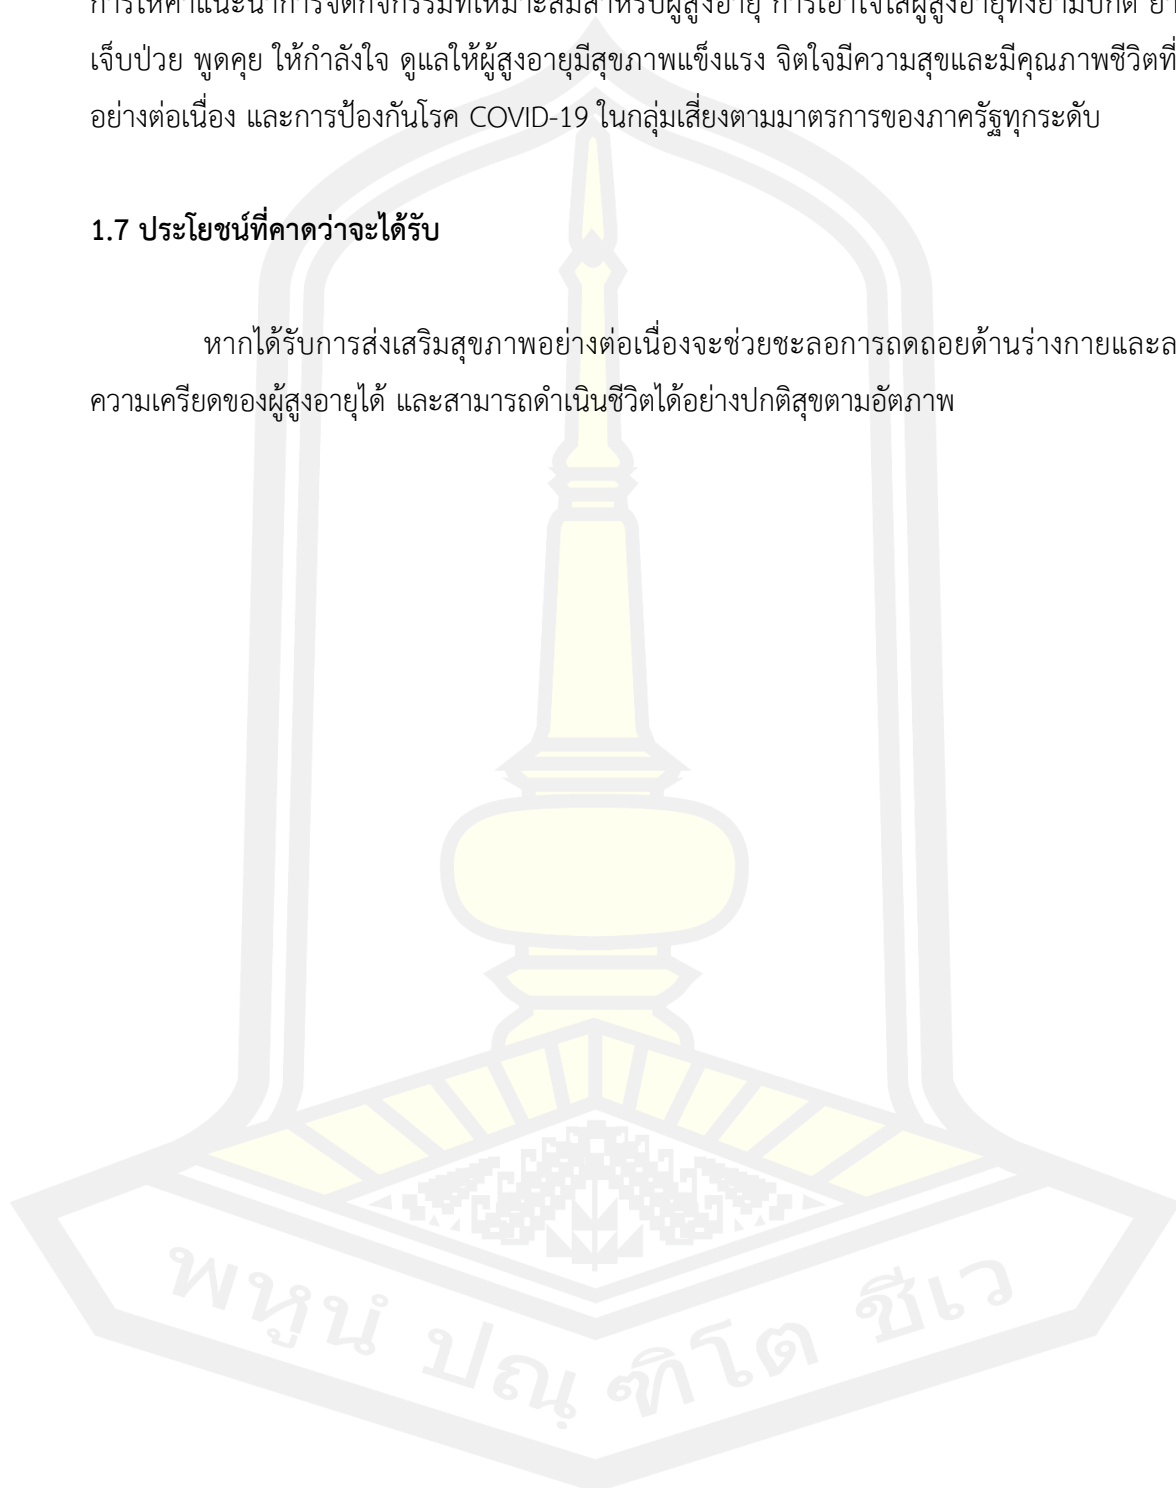 การให้คำแนะนำการจัดกิจกรรมที่เหมาะสมสำหรับผู้สูงอายุ การเอาใจใส่ผู้สูงอายุทั้งยามปกติ ยา
เจ็บป่วย พูดคุย ให้กำลังใจ ดูแลให้ผู้สูงอายุมีสุขภาพแข็งแรง จิตใจมีความสุขและมีคุณภาพชีวิตที่
อย่างต่อเนื่อง และการป้องกันโรค COVID-19 ในกลุ่มเสี่ยงตามมาตรการของภาครัฐทุกระดับ
1.7 ประโยชน์ที่คาดว่าจะได้รับ
หากได้รับการส่งเสริมสุขภาพอย่างต่อเนื่องจะช่วยชะลอการถดถอยด้านร่างกายและล
ความเครียดของผู้สูงอายุได้ และสามารถดำเนินชีวิตได้อย่างปกติสุขตามอัตภาพ
พหูนํ ปณฺฑิโต ชีเว